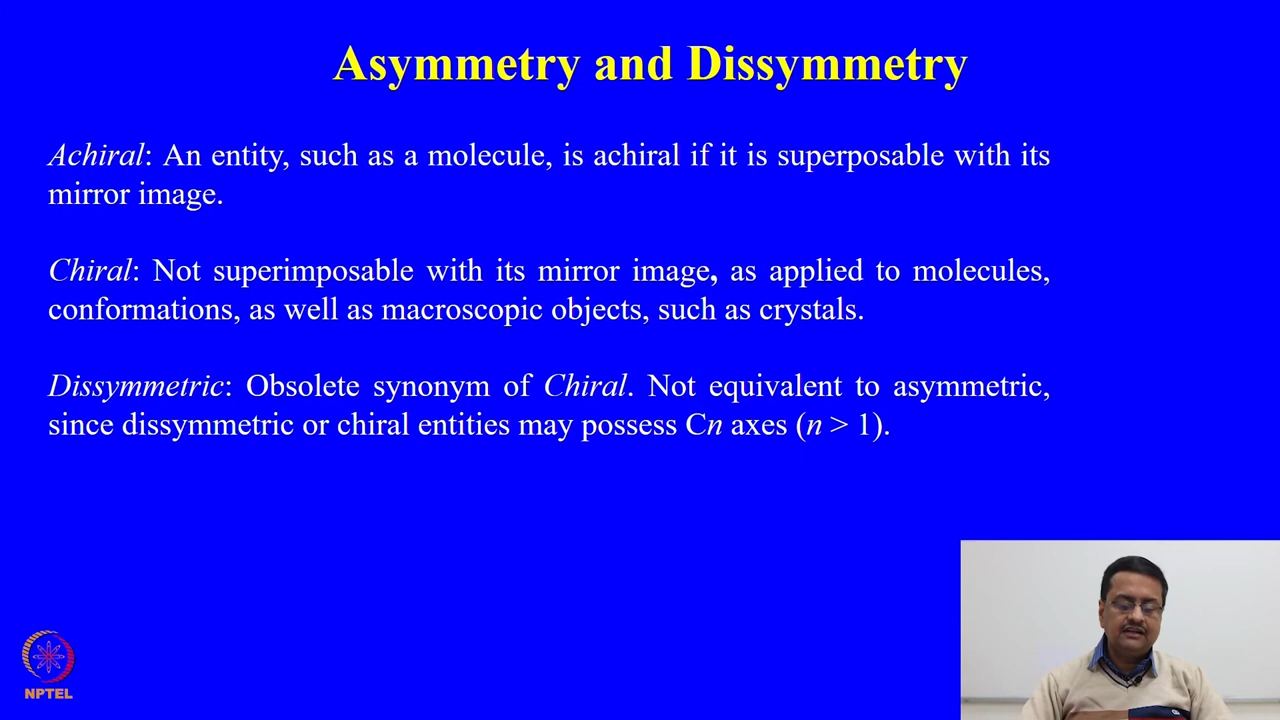 Asymmetry and Dissymmetry
Achiral: An entity, such as a molecule, is achiral if it is superposable with its
mirror image.
Chiral: Not superimposable with its mirror image, as applied to molecules,
conformations, as well as macroscopic objects, such as crystals.
Dissymmetric: Obsolete synonym of Chiral. Not equivalent to asymmetric,
since dissymmetric or chiral entities may possess Cn axes (n > 1).
NPTEL